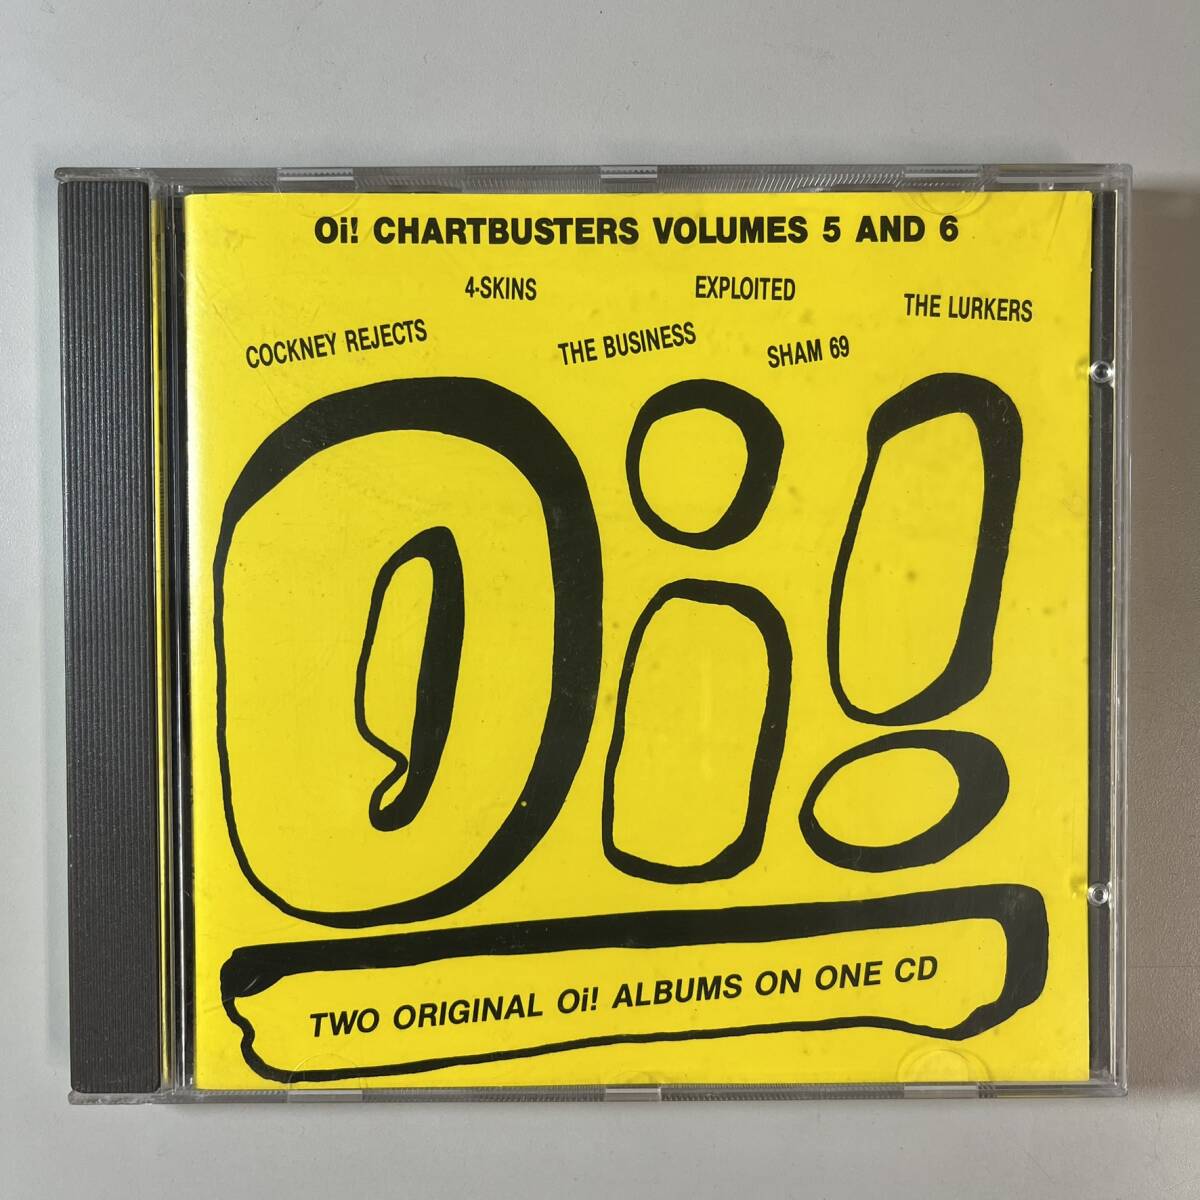 Oi! CHARTBUSTERS VOLUMES 5 AND 6
4-SKINS
EXPLOITED
THE LURKERS
COCKNEY REJECTS
THE BUSINESS
SHAM 69
Oi!
TWO ORIGINAL Oi! ALBUMS ON ONE CD